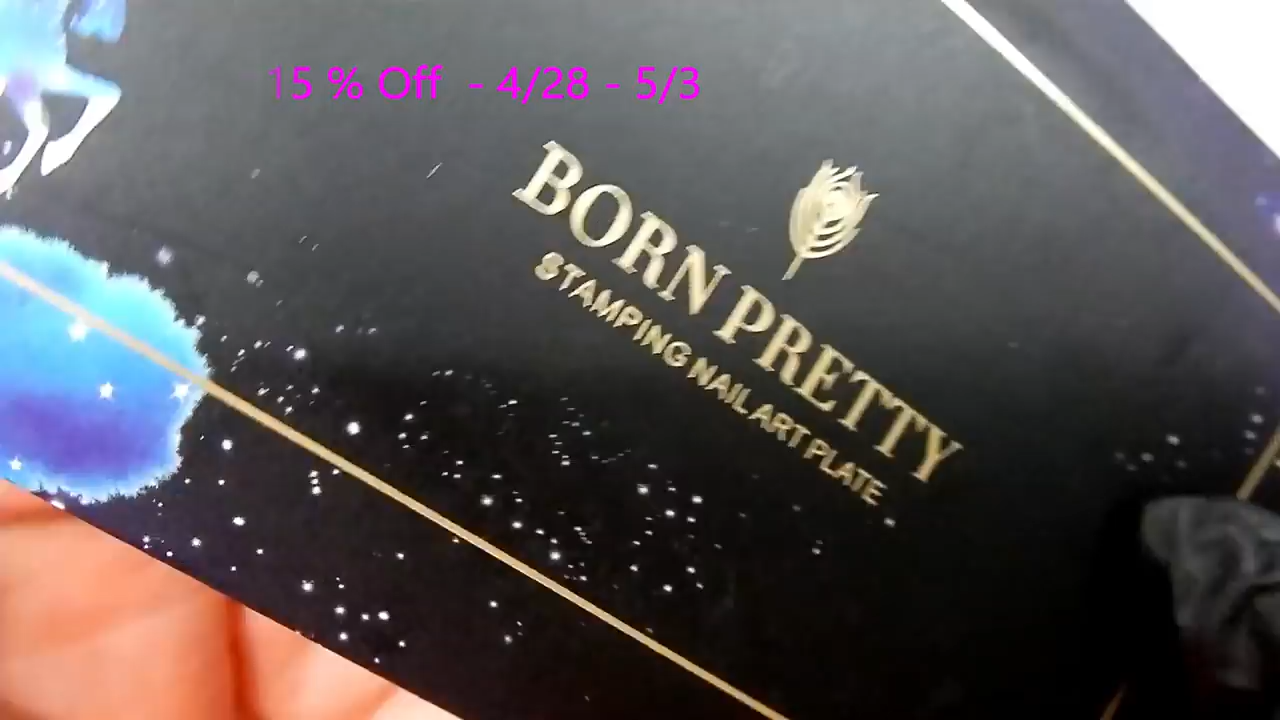 15 % Off - 4/28 - 5/3
BORN PRETTY
STAMPING NAIL ART PLATE